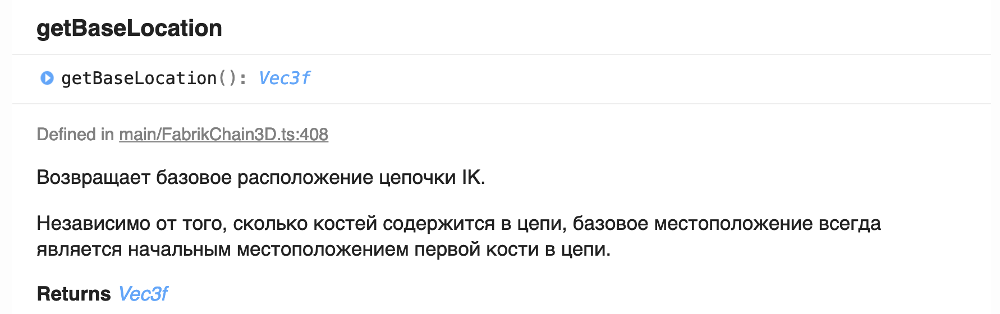 getBaseLocation
getBaseLocation(): Vec3f
Defined in main/FabrikChain3D.ts:408
Возвращает базовое расположение цепочки IK.
Независимо от того, сколько костей содержится в цепи, базовое местоположение всегда
является начальным местоположением первой кости в цепи.
Returns Vec3f